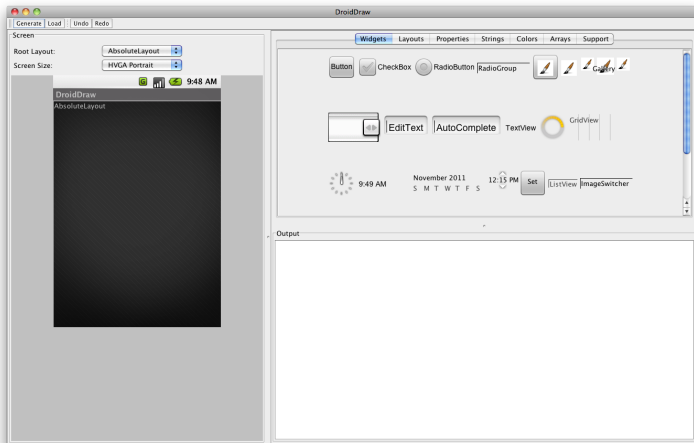 DroidDraw
Generate Load Undo Redo
Screen
Root Layout: AbsoluteLayout
Screen Size: HVGA Portrait
G 9:48 AM
DroidDraw
AbsoluteLayout
Widgets Layouts Properties Strings Colors Arrays Support
Button CheckBox RadioButton RadioGroup Gallery
EditText AutoComplete TextView GridView
9:49 AM November 2011 12:15 PM Set ListView ImageSwitcher
S M T W T F S
Output